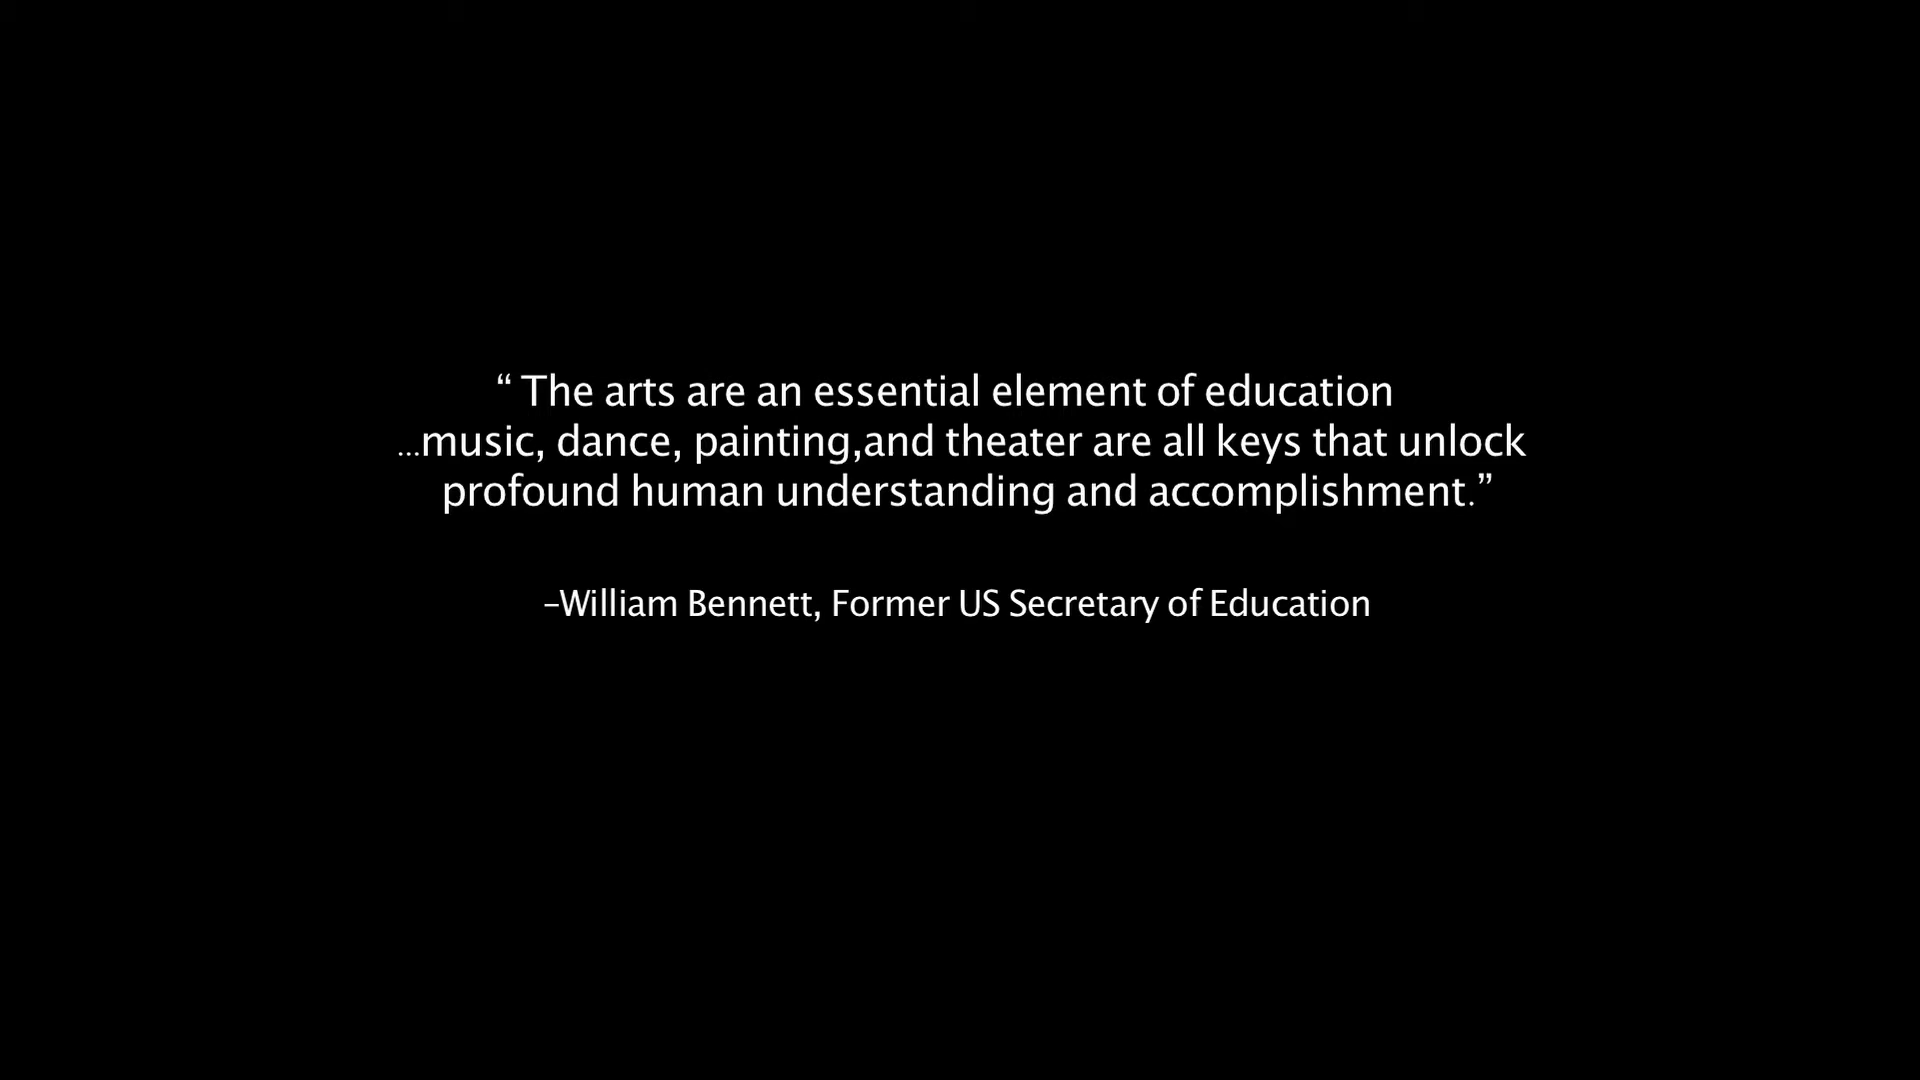 “ The arts are an essential element of education
...music, dance, painting,and theater are all keys that unlock
profound human understanding and accomplishment.”
–William Bennett, Former US Secretary of Education